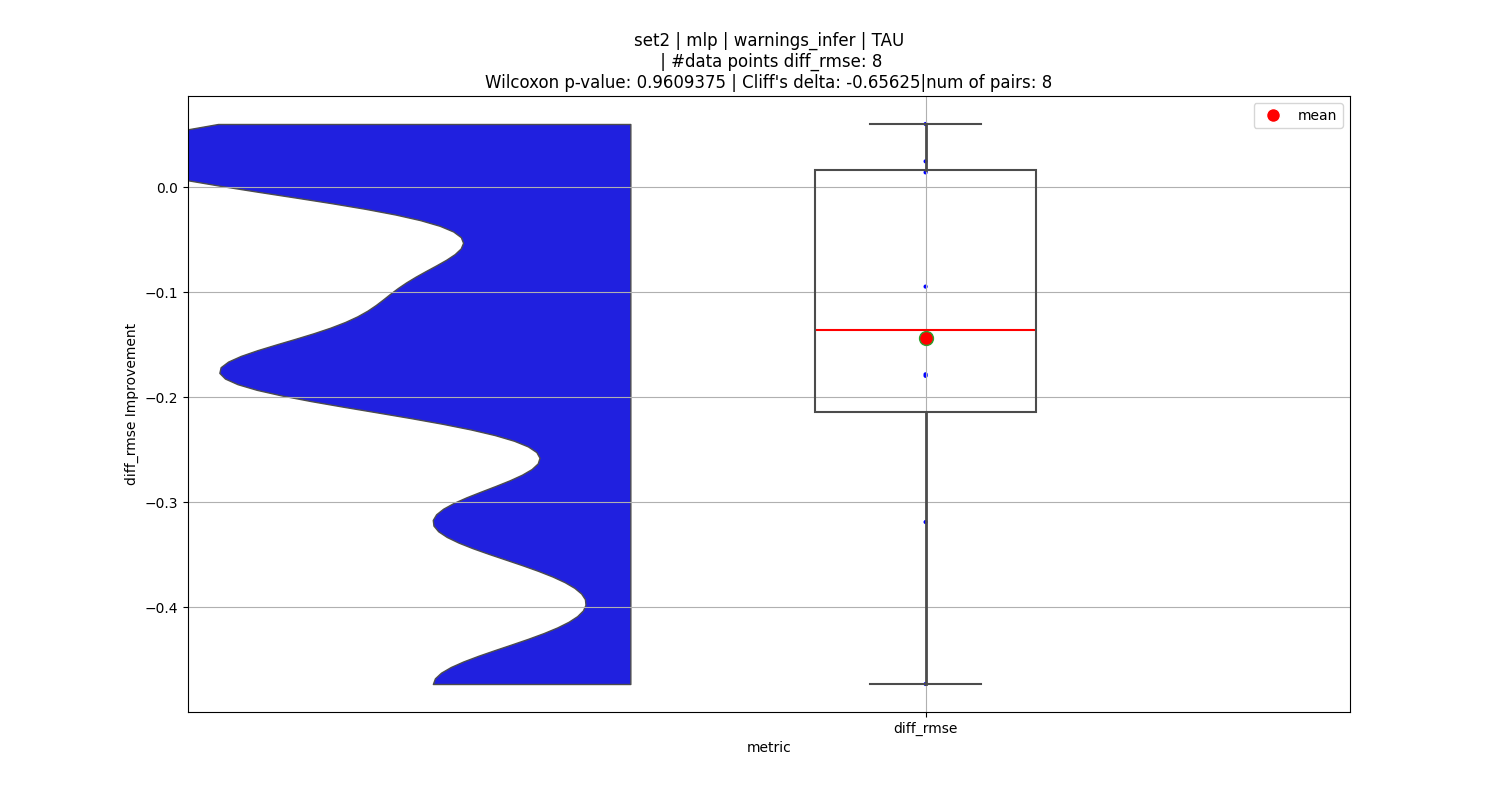 set2 | mlp | warnings_infer | TAU
| #data points diff_rmse: 8
Wilcoxon p-value: 0.9609375 | Cliff's delta: -0.65625|num of pairs: 8
mean
0.0
−0.1
−0.2
−0.3
−0.4
diff_rmse Improvement
diff_rmse
metric